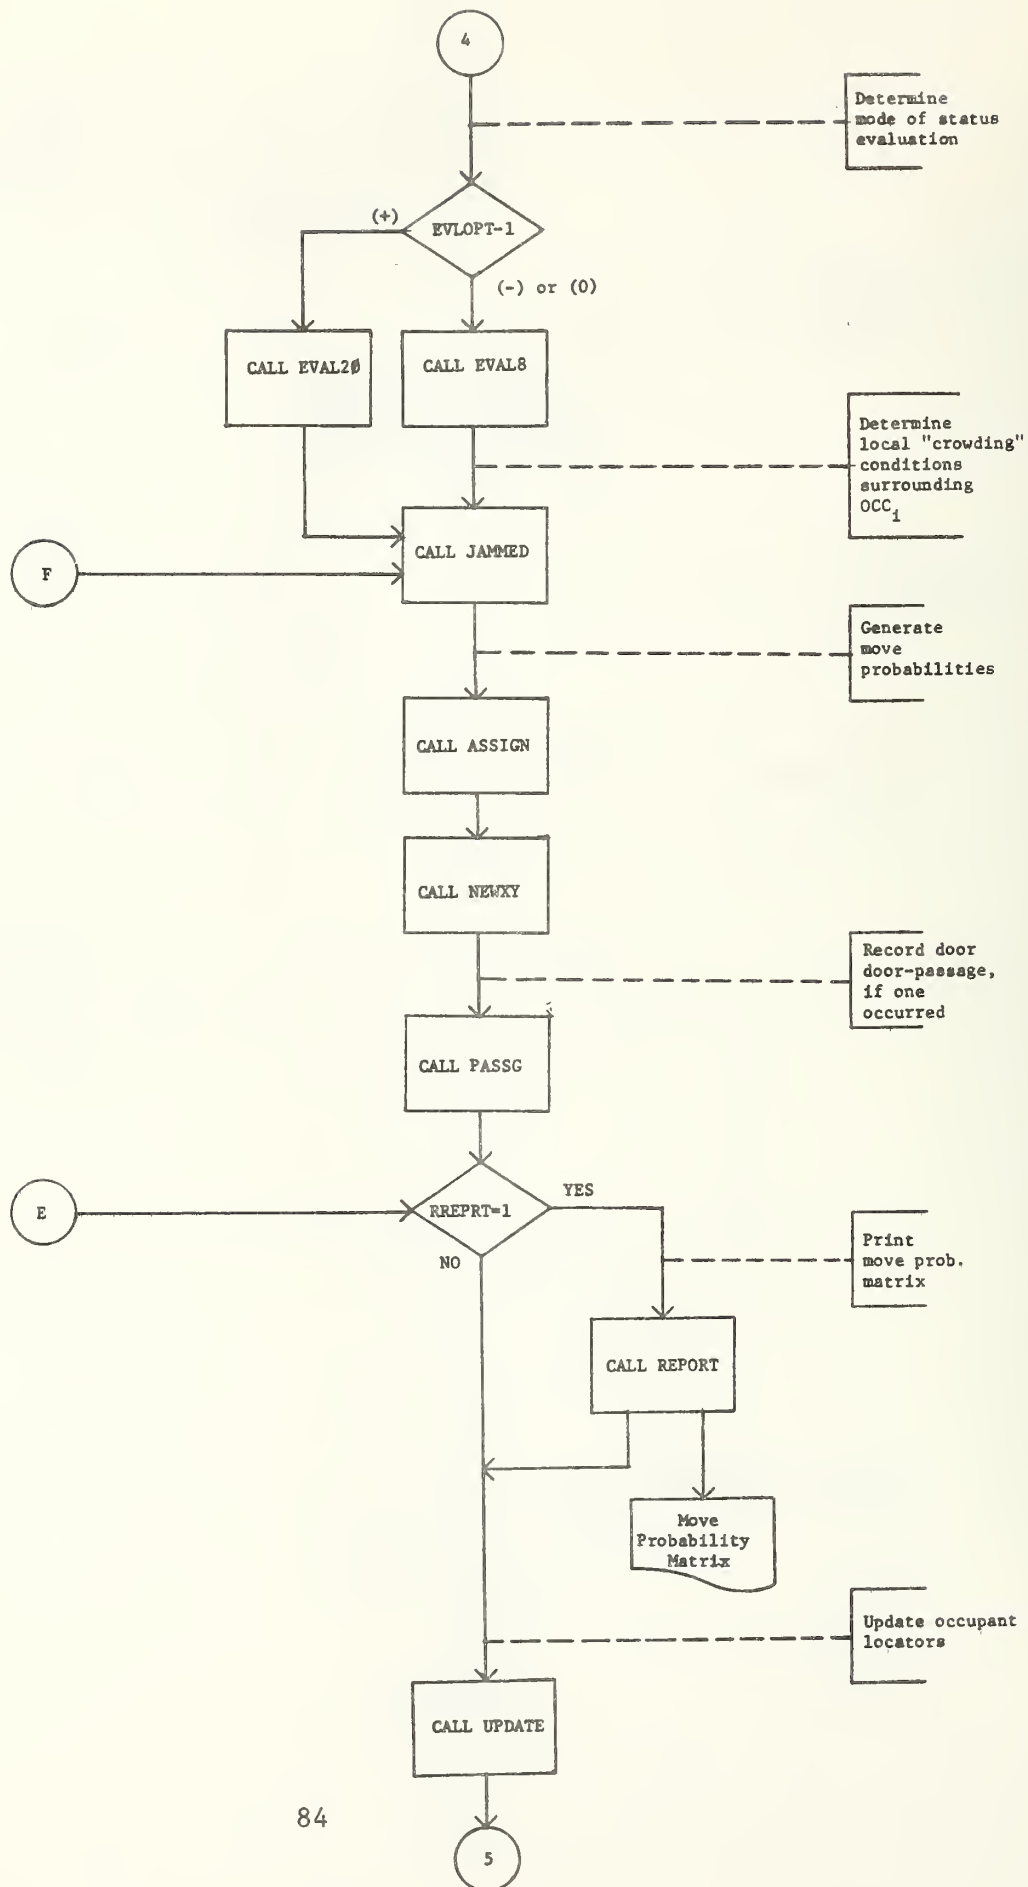 4
Determine
mode of status
evaluation
(+)
EVLOPT-1
(-) or (0)
CALL EVAL2Ø
CALL EVAL8
Determine
local "crowding"
conditions
surrounding
OCCi
CALL JAMMED
F
Generate
move
probabilities
CALL ASSIGN
CALL NEWXY
Record door
door-passage,
if one
occurred
CALL PASSG
E
RREPRT=1
YES
NO
Print
move prob.
matrix
CALL REPORT
Move
Probability
Matrix
Update occupant
locators
CALL UPDATE
84
5